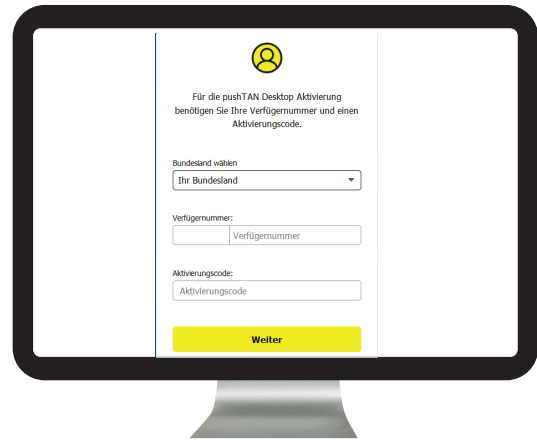 Für die pushTAN Desktop Aktivierung
benötigen Sie Ihre Verfügernummer und einen
Aktivierungscode.
Bundesland wählen
Ihr Bundesland
Verfügernummer:
Verfügernummer
Aktivierungscode:
Aktivierungscode
Weiter